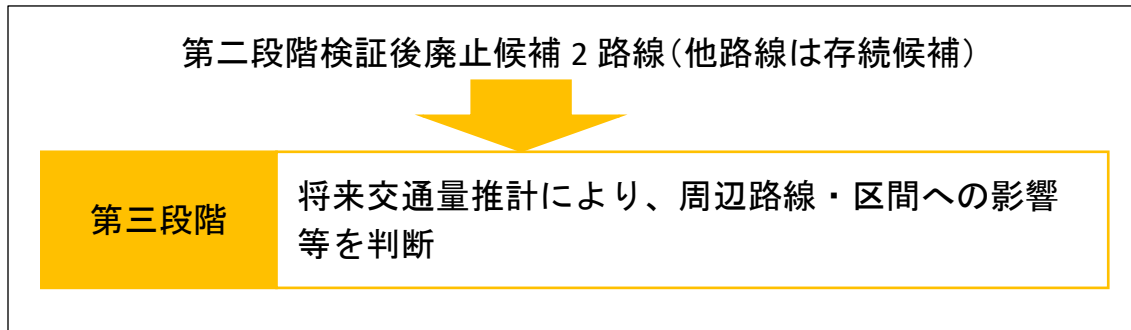 第二段階検証後廃止候補 2 路線（他路線は存続候補）
第三段階
将来交通量推計により、周辺路線・区間への影響
等を判断